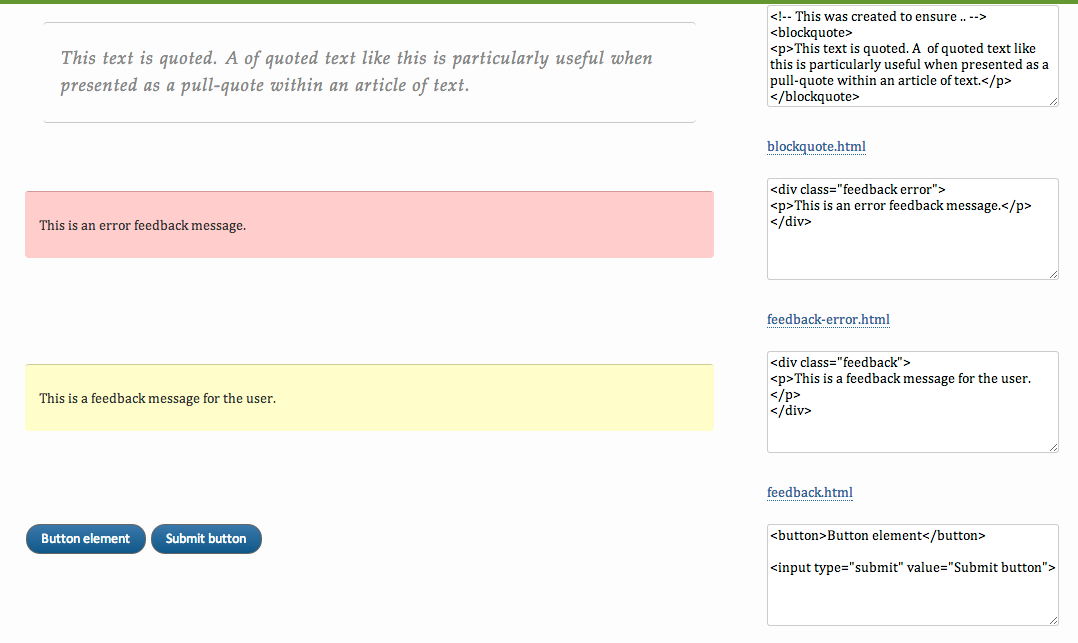 This text is quoted. A of quoted text like this is particularly useful when
presented as a pull-quote within an article of text.
<!-- This was created to ensure .. -->
<blockquote>
<p>This text is quoted. A  of quoted text like
this is particularly useful when presented as a
pull-quote within an article of text.</p>
</blockquote>
blockquote.html
This is an error feedback message.
<div class="feedback error">
<p>This is an error feedback message.</p>
</div>
feedback-error.html
This is a feedback message for the user.
<div class="feedback">
<p>This is a feedback message for the user.
</p>
</div>
feedback.html
Button element
Submit button
<button>Button element</button>
<input type="submit" value="Submit button">